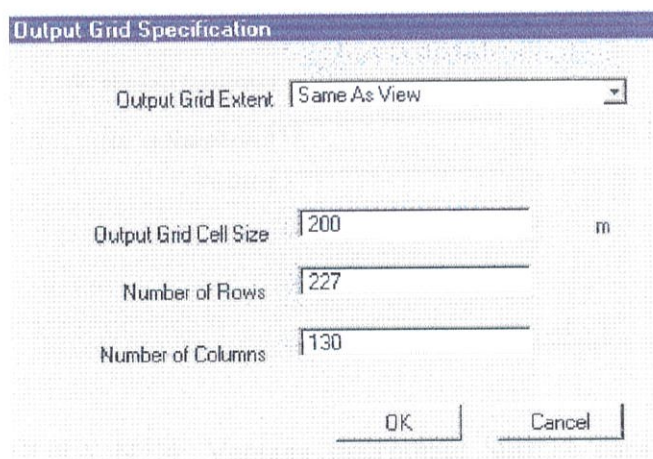 Output Grid Specification
Output Grid Extent Same As View
Output Grid Cell Size 200 m
Number of Rows 227
Number of Columns 130
OK Cancel